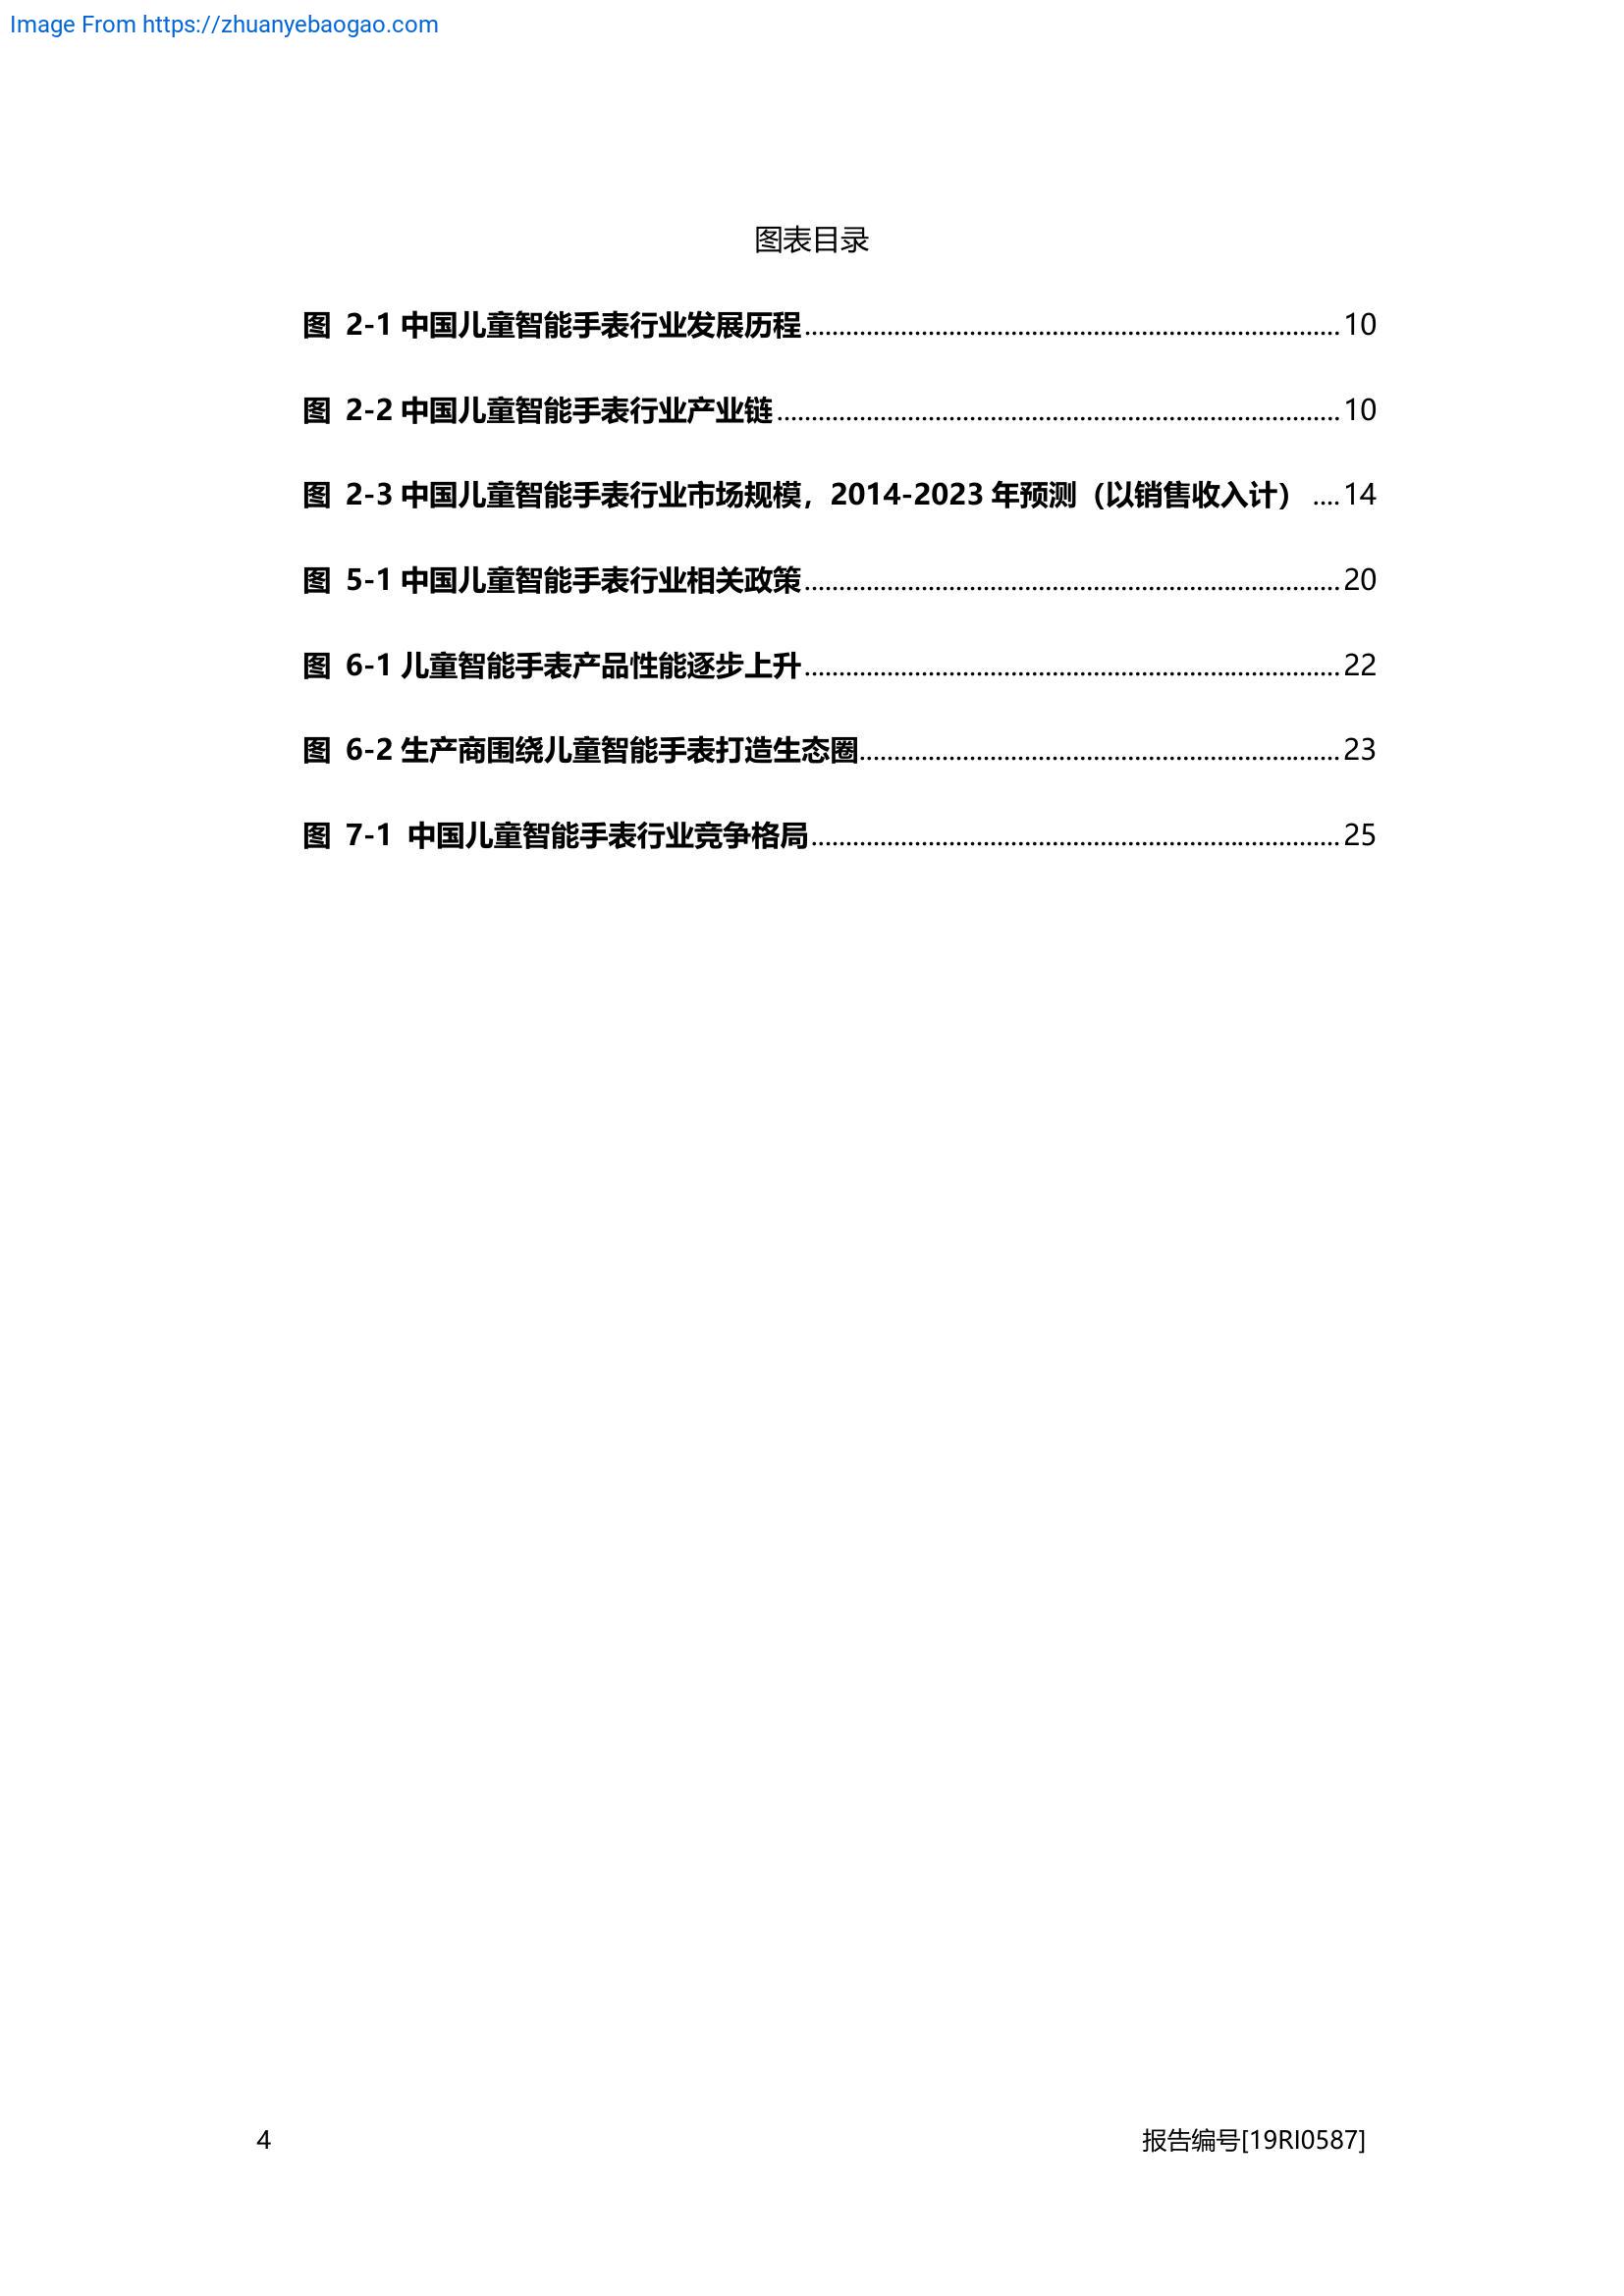 Image From https://zhuanyebaogao.com
图表目录
图 2-1 中国儿童智能手表行业发展历程..............................................................................10
图 2-2 中国儿童智能手表行业产业链..................................................................................10
图 2-3 中国儿童智能手表行业市场规模，2014-2023 年预测（以销售收入计） ....14
图 5-1 中国儿童智能手表行业相关政策..............................................................................20
图 6-1 儿童智能手表产品性能逐步上升..............................................................................22
图 6-2 生产商围绕儿童智能手表打造生态圈......................................................................23
图 7-1 中国儿童智能手表行业竞争格局.............................................................................25
4 报告编号[19RI0587]